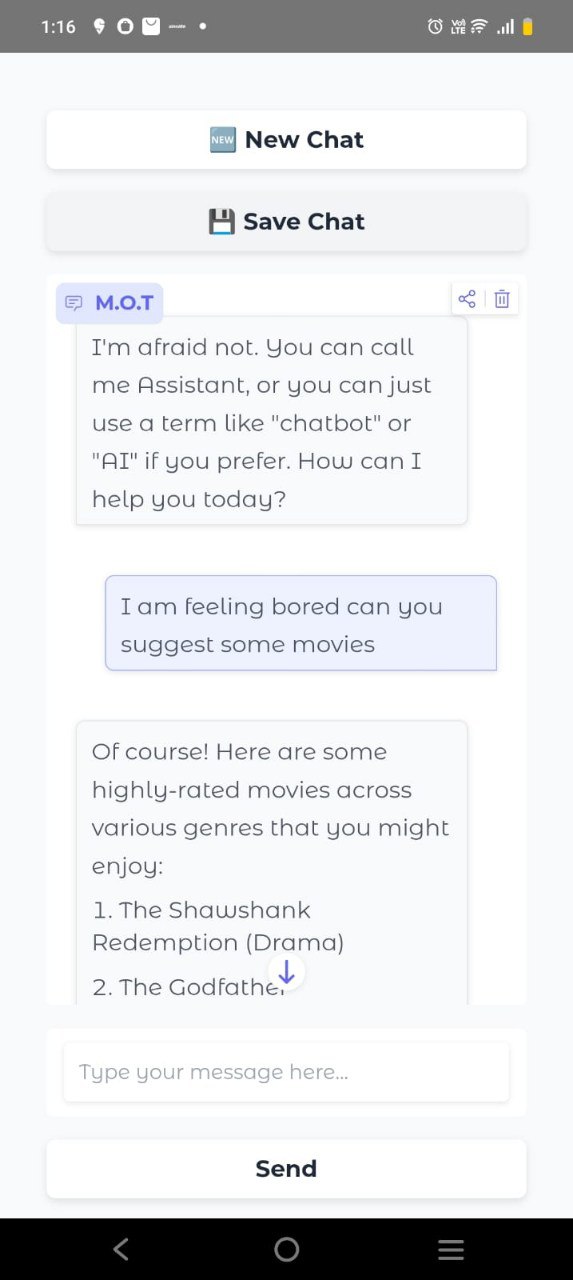 1:16
VoLTE
NEW New Chat
Save Chat
M.O.T
I'm afraid not. You can call
me Assistant, or you can just
use a term like "chatbot" or
"AI" if you prefer. How can I
help you today?
I am feeling bored can you
suggest some movies
Of course! Here are some
highly-rated movies across
various genres that you might
enjoy:
1. The Shawshank
Redemption (Drama)
2. The Godfather
Type your message here...
Send